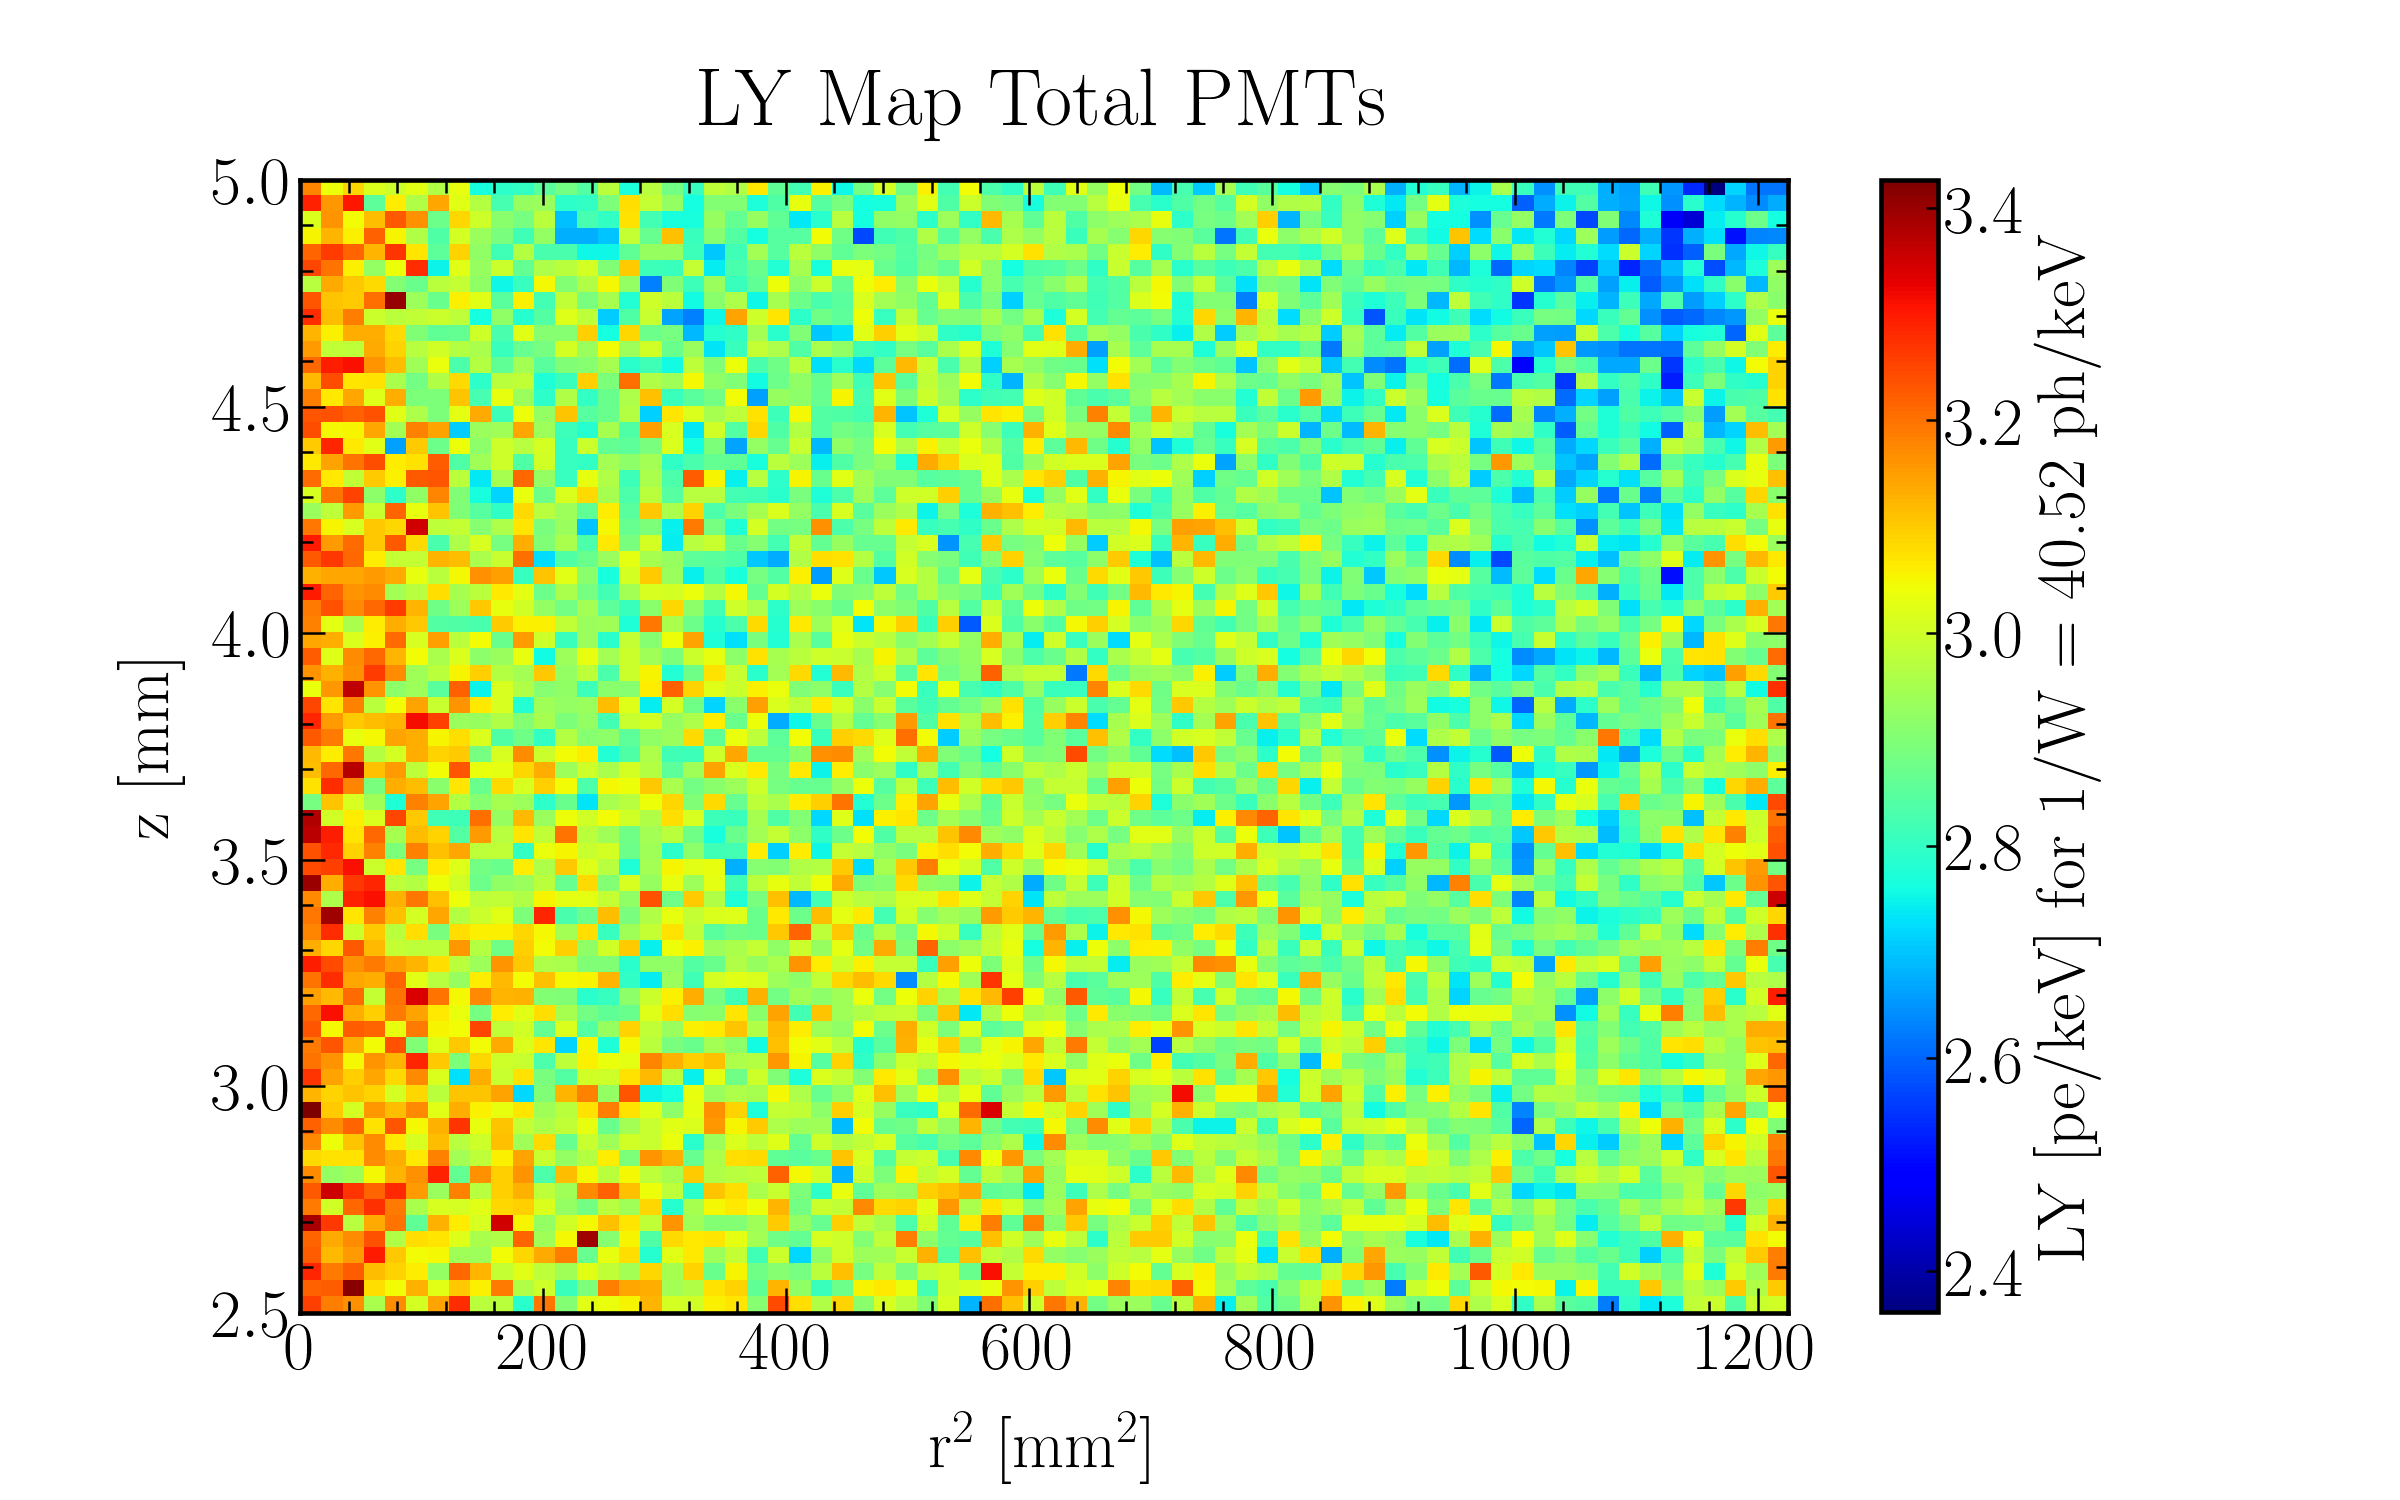 LY Map Total PMTs
5.0
4.5
4.0
3.5
3.0
2.5
z [mm]
0 200 400 600 800 1000 1200
r² [mm²]
3.4
3.2
3.0
2.8
2.6
2.4
LY [pe/keV] for 1/W = 40.52 ph/keV